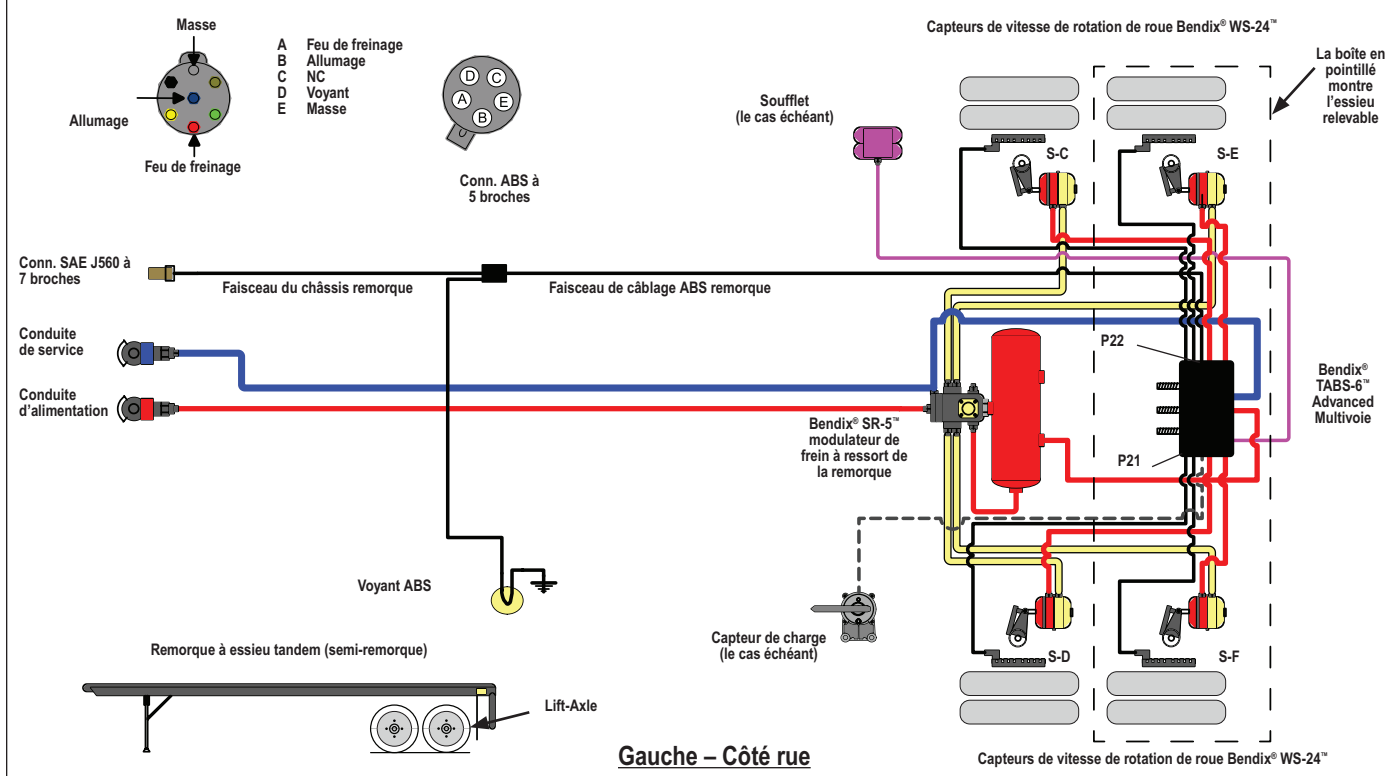 Masse
A Feu de freinage
B Allumage
C NC
D Voyant
E Masse
Allumage
Feu de freinage
D
C
A
E
B
Conn. ABS à
5 broches
Capteurs de vitesse de rotation de roue Bendix® WS-24™
La boîte en
pointillé
montre
l'essieu
relevable
Soufflet
(le cas échéant)
S-C
S-E
Conn. SAE J560 à
7 broches
Faisceau du châssis remorque
Faisceau de câblage ABS remorque
Conduite
de service
Conduite
d'alimentation
P22
Bendix®
TABS-6™
Advanced
Multivoie
Bendix® SR-5™
modulateur de
frein à ressort de
la remorque
P21
Voyant ABS
Capteur de charge
(le cas échéant)
S-D
S-F
Remorque à essieu tandem (semi-remorque)
Lift-Axle
Gauche – Côté rue
Capteurs de vitesse de rotation de roue Bendix® WS-24™